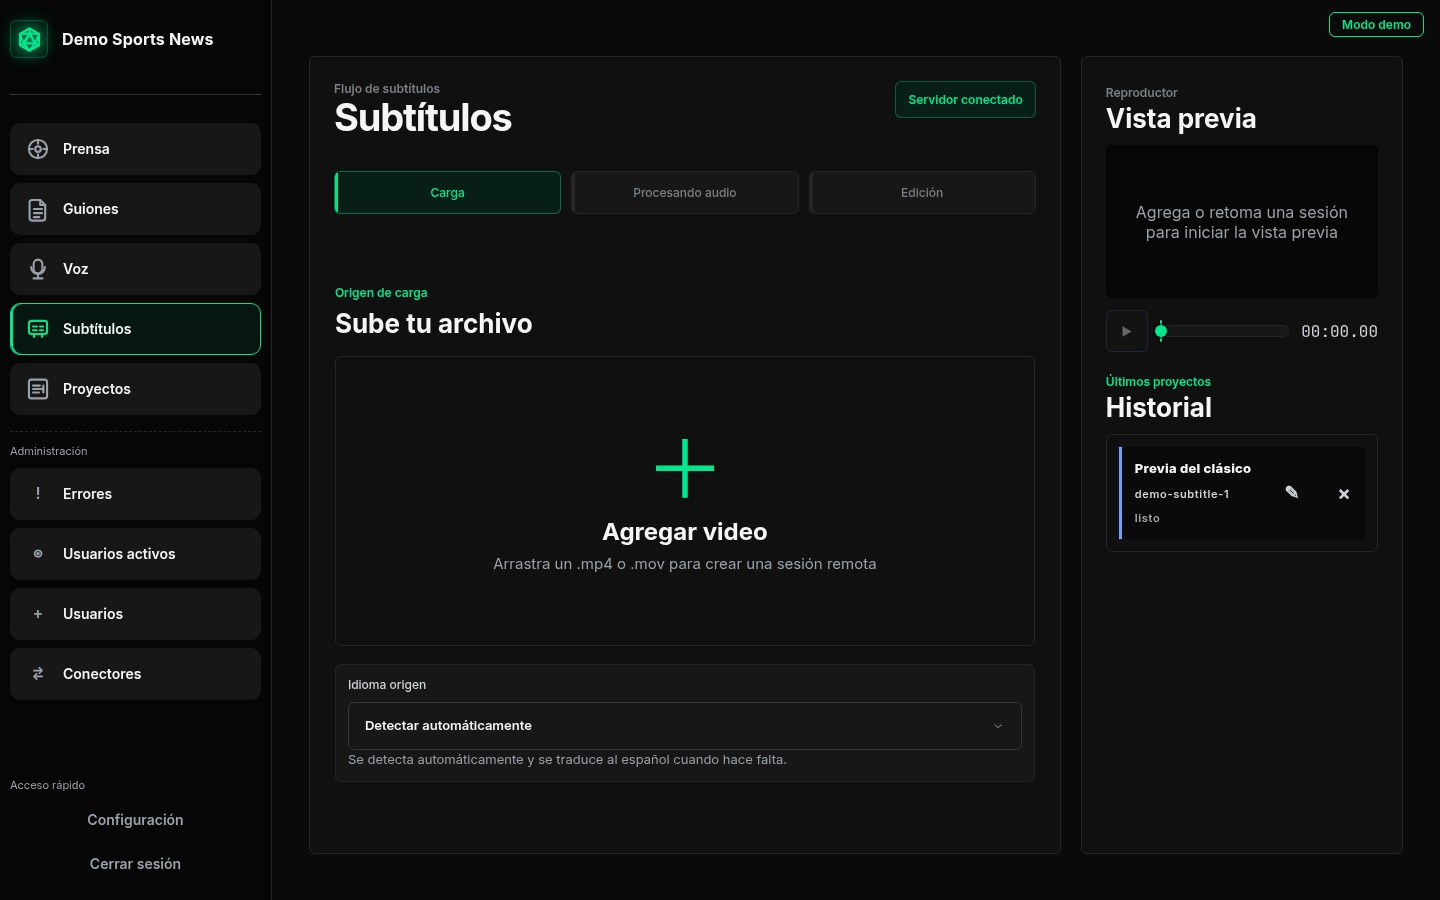 Demo Sports News
Prensa
Guiones
Voz
Subtítulos
Proyectos
Administración
! Errores
Usuarios activos
+ Usuarios
Conectores
Acceso rápido
Configuración
Cerrar sesión
Modo demo
Flujo de subtítulos
Subtítulos
Servidor conectado
Carga
Procesando audio
Edición
Origen de carga
Sube tu archivo
Agregar video
Arrastra un .mp4 o .mov para crear una sesión remota
Idioma origen
Detectar automáticamente
Se detecta automáticamente y se traduce al español cuando hace falta.
Reproductor
Vista previa
Agrega o retoma una sesión
para iniciar la vista previa
00:00.00
Últimos proyectos
Historial
Previa del clásico
demo-subtitle-1
listo